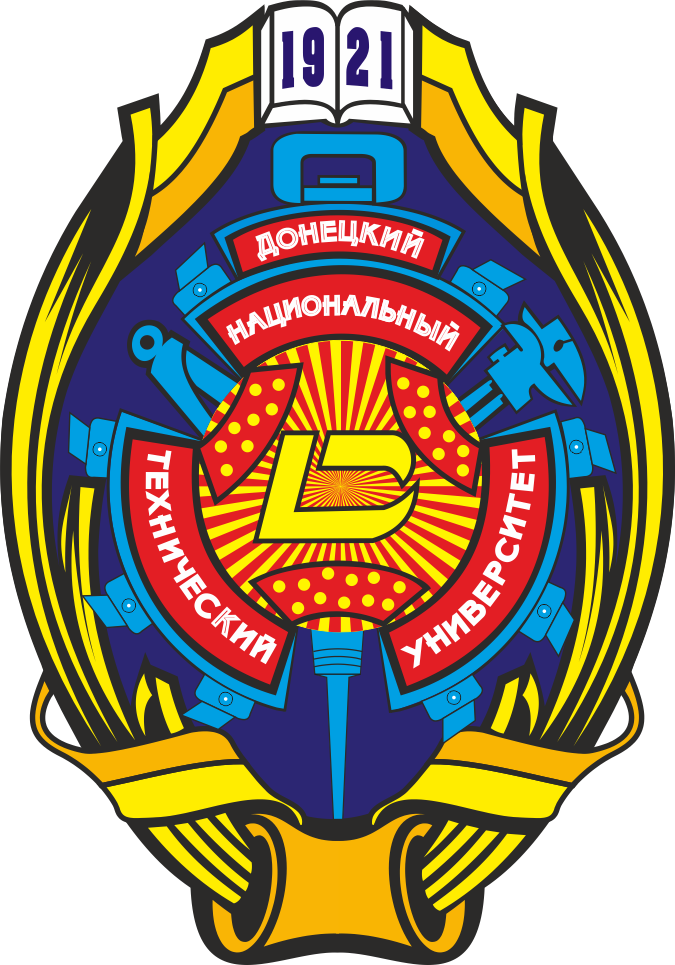 1921
ДОНЕЦКИЙ
НАЦИОНАЛЬНЫЙ
ТЕХНИЧЕСКИЙ
УНИВЕРСИТЕТ